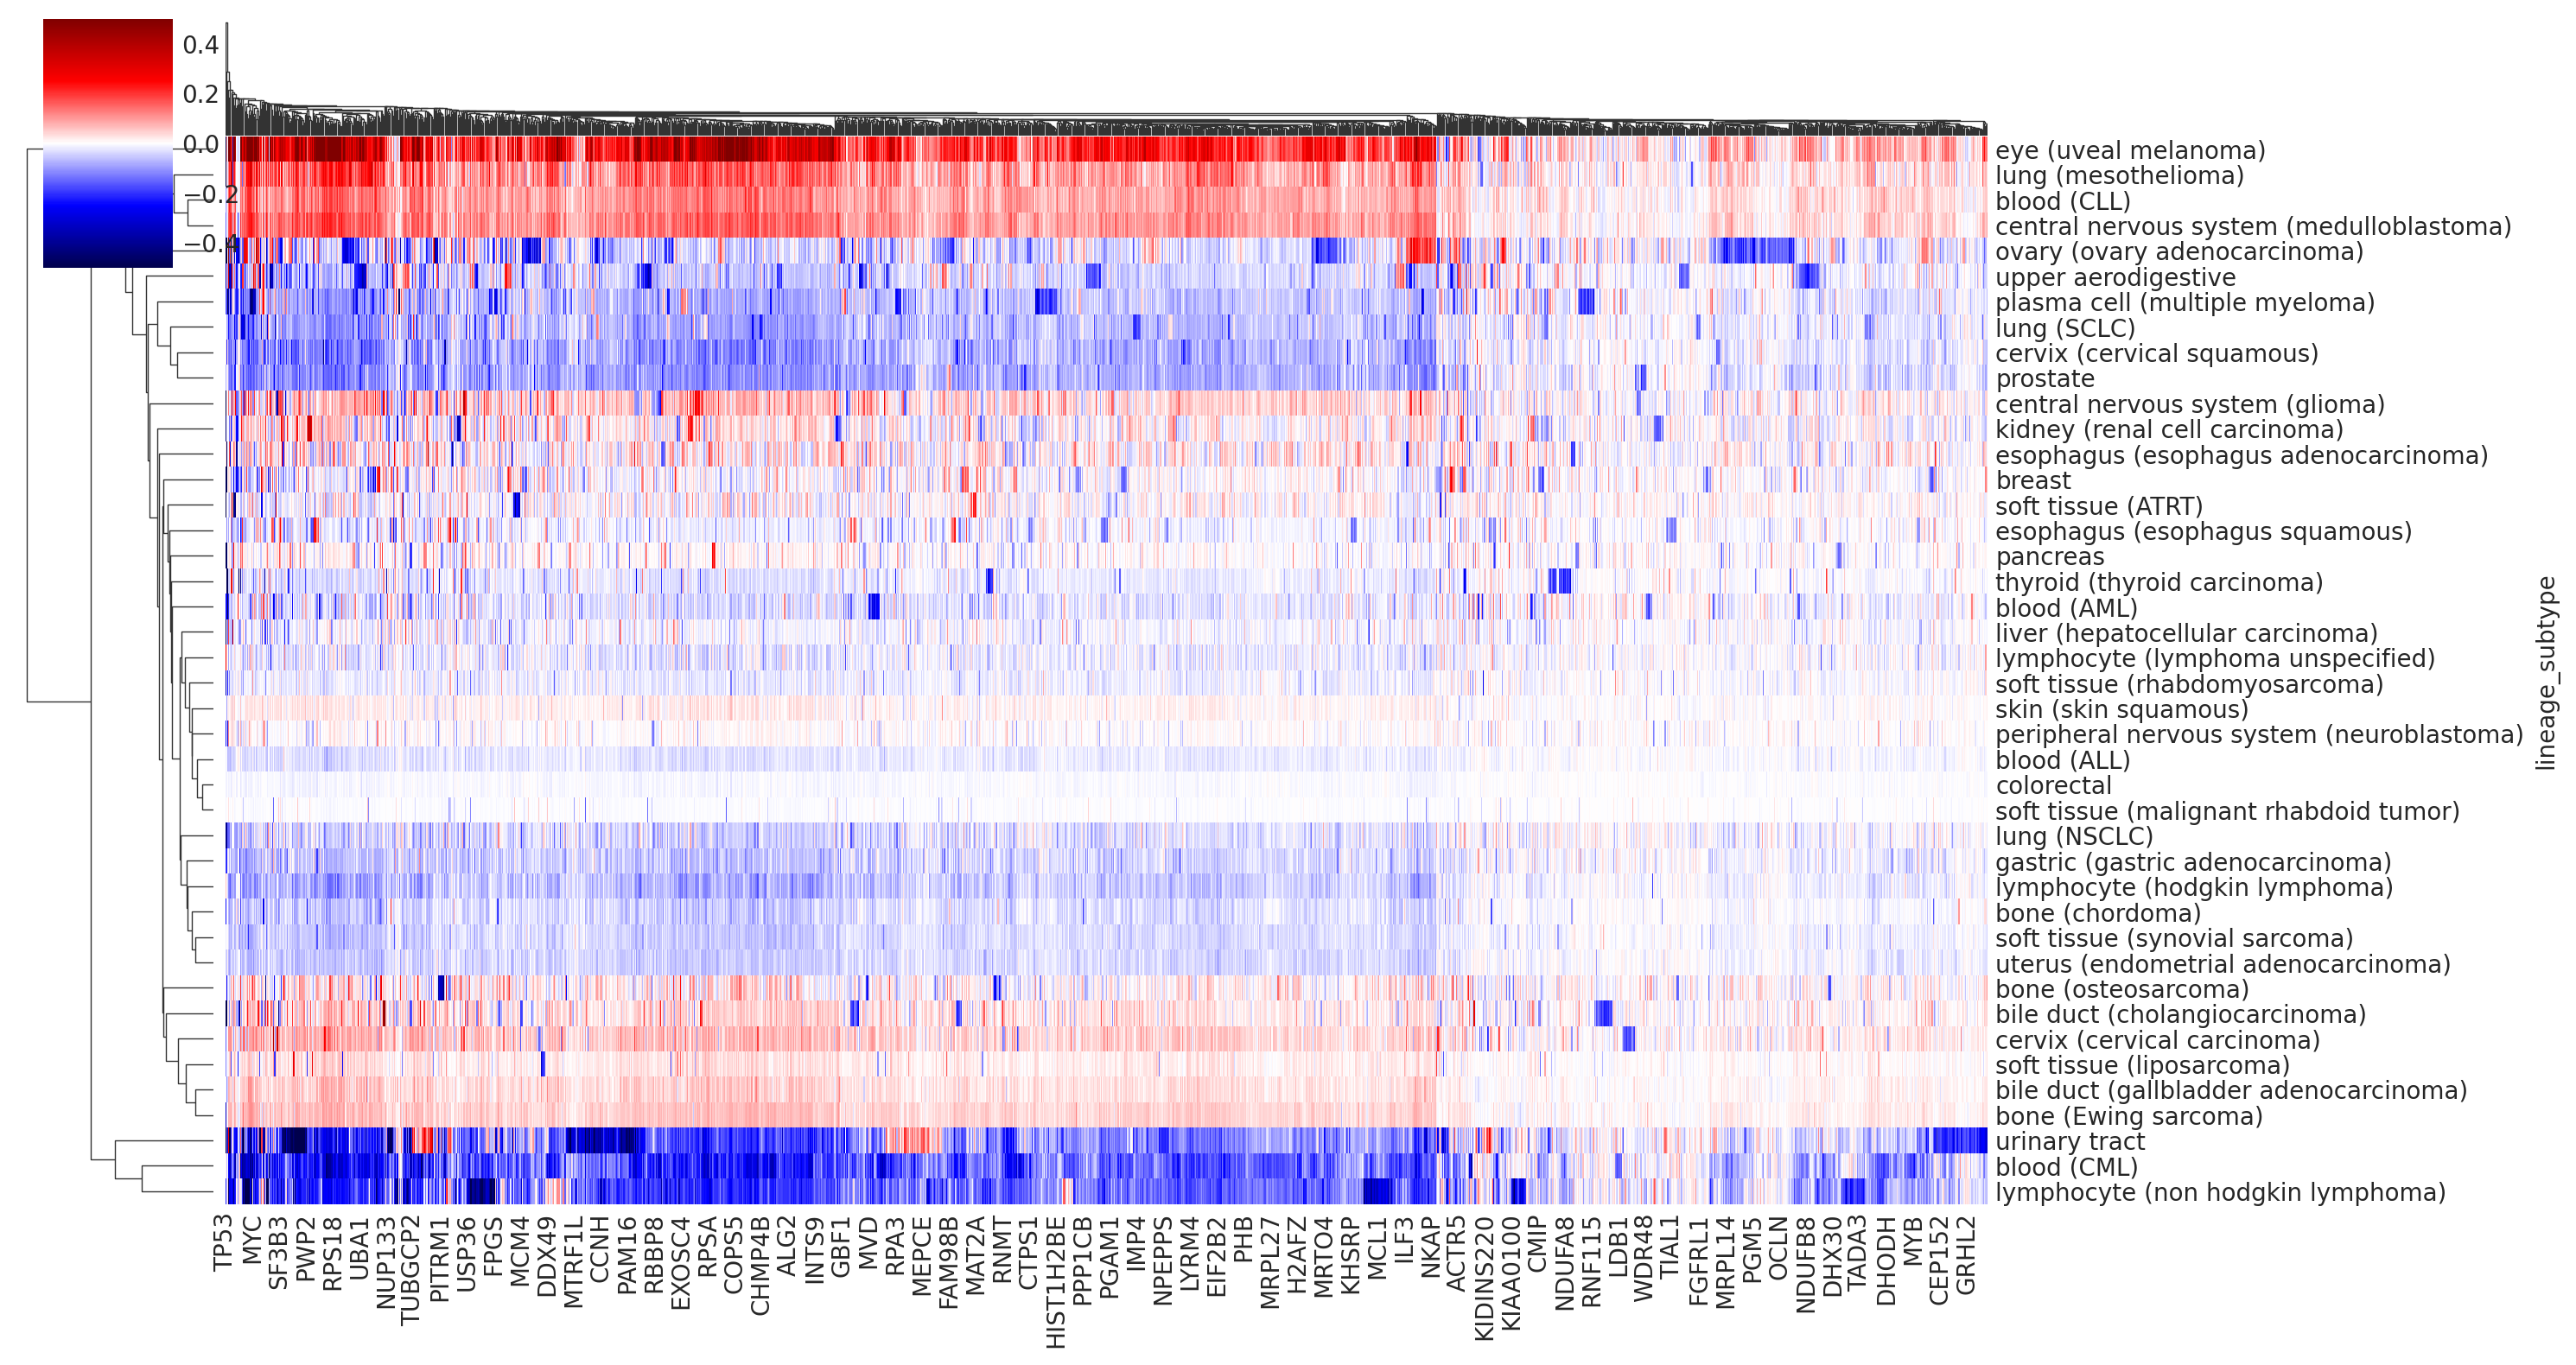 0.4
0.2
0.0
−0.2
−0.4
eye (uveal melanoma)
lung (mesothelioma)
blood (CLL)
central nervous system (medulloblastoma)
ovary (ovary adenocarcinoma)
upper aerodigestive
plasma cell (multiple myeloma)
lung (SCLC)
cervix (cervical squamous)
prostate
central nervous system (glioma)
kidney (renal cell carcinoma)
esophagus (esophagus adenocarcinoma)
breast
soft tissue (ATRT)
esophagus (esophagus squamous)
pancreas
thyroid (thyroid carcinoma)
blood (AML)
liver (hepatocellular carcinoma)
lymphocyte (lymphoma unspecified)
soft tissue (rhabdomyosarcoma)
skin (skin squamous)
peripheral nervous system (neuroblastoma)
blood (ALL)
colorectal
soft tissue (malignant rhabdoid tumor)
lung (NSCLC)
gastric (gastric adenocarcinoma)
lymphocyte (hodgkin lymphoma)
bone (chordoma)
soft tissue (synovial sarcoma)
uterus (endometrial adenocarcinoma)
bone (osteosarcoma)
bile duct (cholangiocarcinoma)
cervix (cervical carcinoma)
soft tissue (liposarcoma)
bile duct (gallbladder adenocarcinoma)
bone (Ewing sarcoma)
urinary tract
blood (CML)
lymphocyte (non hodgkin lymphoma)
lineage_subtype
TP53
MYC
SF3B3
PWP2
RPS18
UBA1
NUP133
TUBGCP2
PITRM1
USP36
FPGS
MCM4
DDX49
MTRF1L
CCNH
PAM16
RBBP8
EXOSC4
RPSA
COPS5
CHMP4B
ALG2
INTS9
GBF1
MVD
RPA3
MEPCE
FAM98B
MAT2A
RNMT
CTPS1
HIST1H2BE
PPP1CB
PGAM1
IMP4
NPEPPS
LYRM4
EIF2B2
PHB
MRPL27
H2AFZ
MRTO4
KHSRP
MCL1
ILF3
NKAP
ACTR5
KIDINS220
KIAA0100
CMIP
NDUFA8
RNF115
LDB1
WDR48
TIAL1
FGFRL1
MRPL14
PGM5
OCLN
NDUFB8
DHX30
TADA3
DHODH
MYB
CEP152
GRHL2